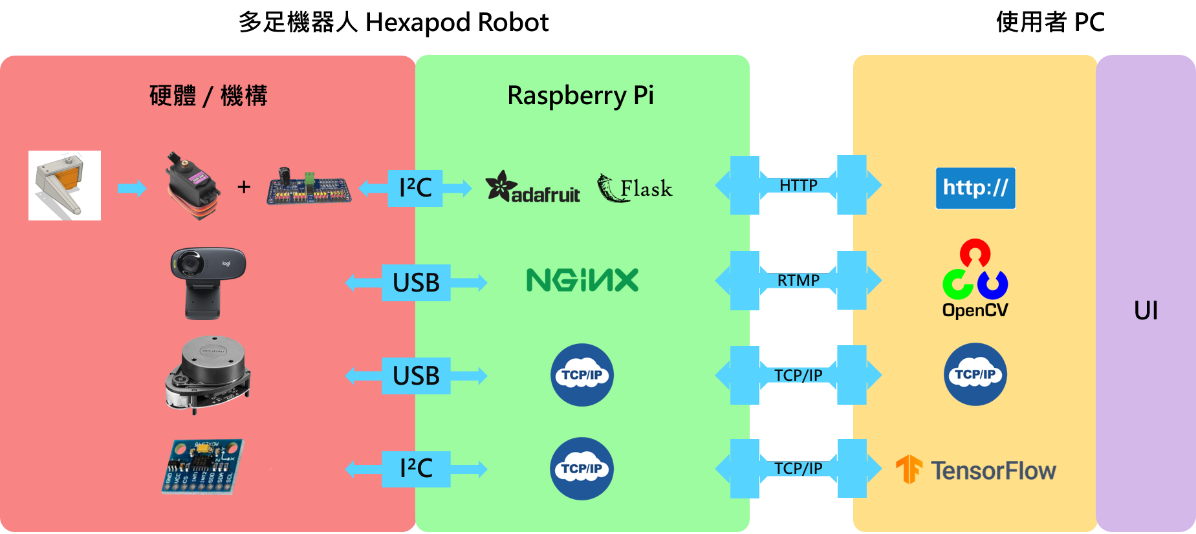 多足機器人 Hexapod Robot
使用者 PC
硬體 / 機構
Raspberry Pi
+
I²C
adafruit
Flask
HTTP
http://
logi
USB
NGINX
RTMP
OpenCV
UI
USB
TCP/IP
TCP/IP
TCP/IP
I²C
TCP/IP
TCP/IP
TensorFlow